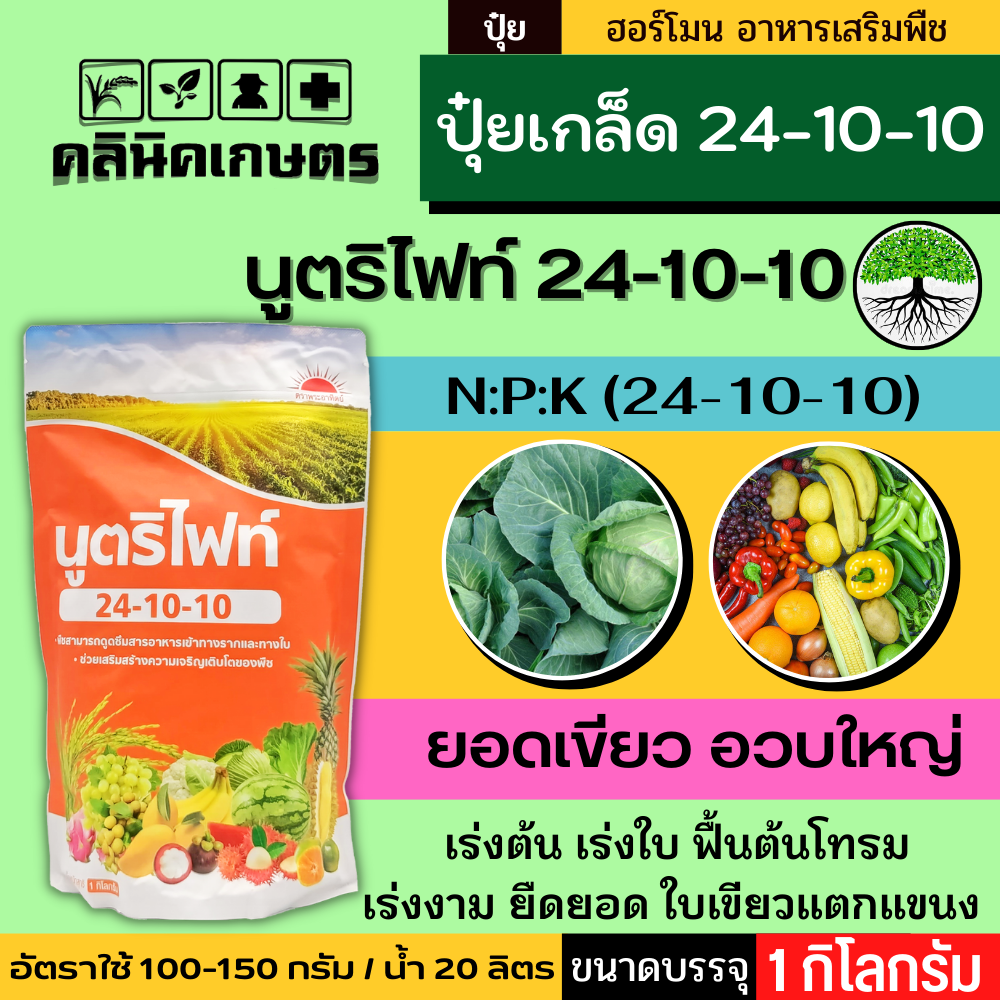 ปุ๋ย
ฮอร์โมน อาหารเสริมพืช
คลินิคเกษตร
ปุ๋ยเกล็ด 24-10-10
นูตริไฟท์ 24-10-10
N:P:K (24-10-10)
ตราพระอาทิตย์
นูตริไฟท์
24-10-10
•พืชสามารถดูดซึมสารอาหารเข้าทางรากและทางใบ
• ช่วยเสริมสร้างความเจริญเติบโตของพืช
1 กิโลกรัม
ยอดเขียว อวบใหญ่
เร่งต้น เร่งใบ ฟื้นต้นโทรม
เร่งงาม ยืดยอด ใบเขียวแตกแขนง
อัตราใช้ 100-150 กรัม / น้ำ 20 ลิตร
ขนาดบรรจุ
1 กิโลกรัม